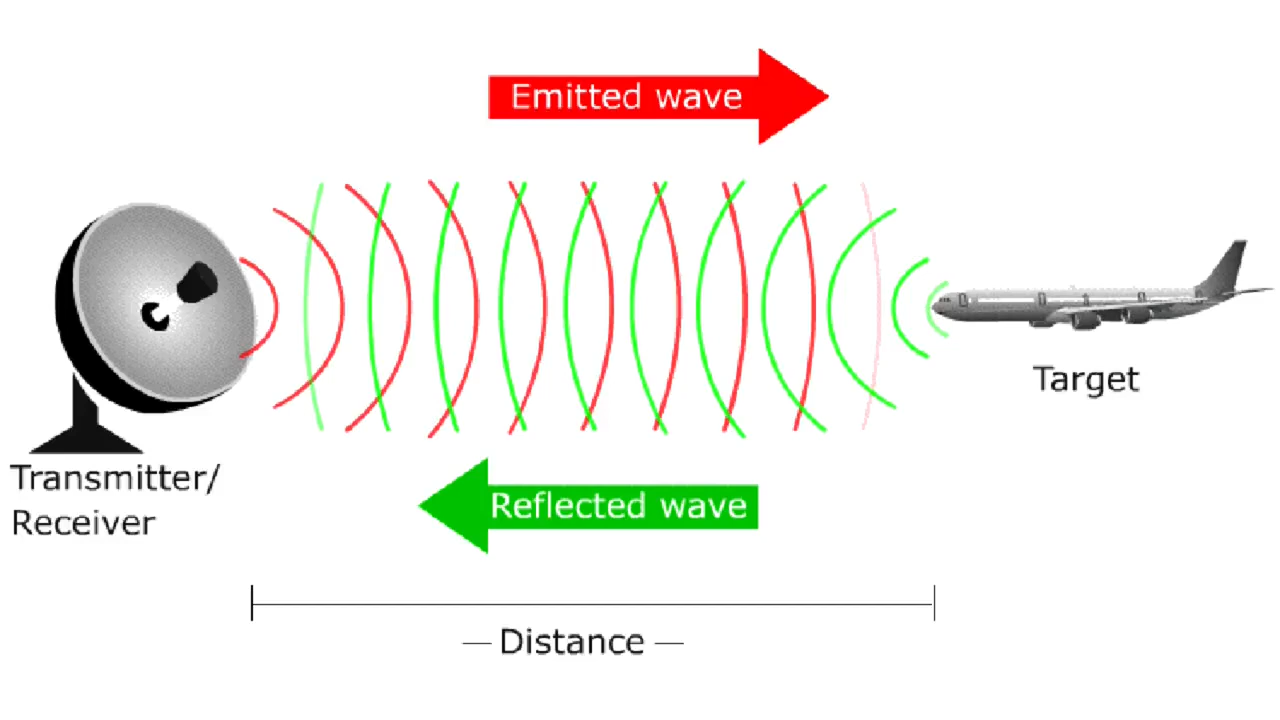 Emitted wave
Target
Transmitter/
Receiver
Reflected wave
— Distance —